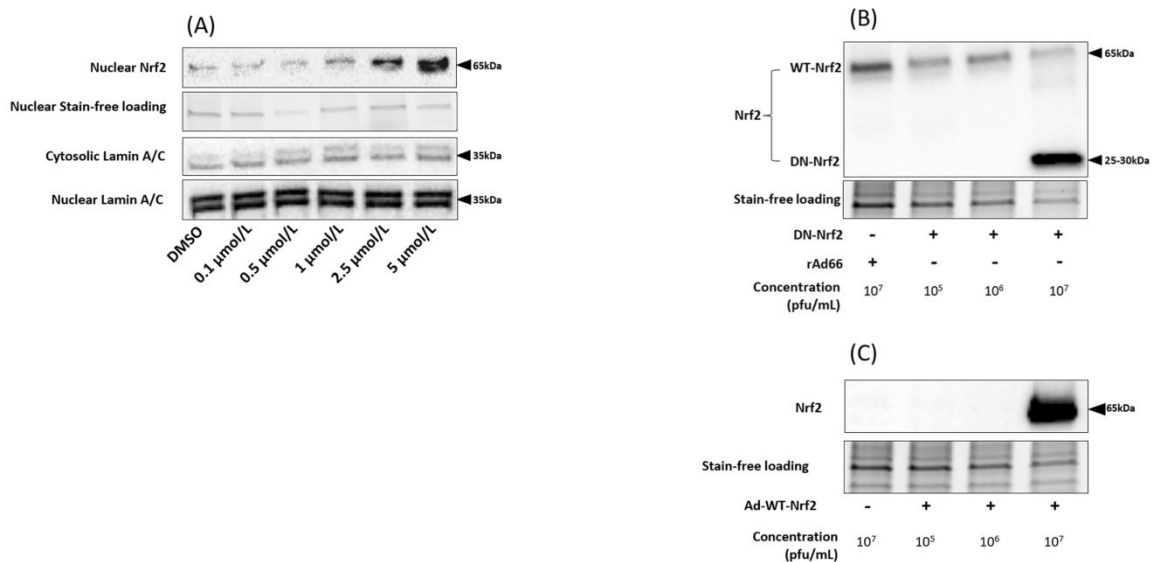 (A)
Nuclear Nrf2
65kDa
Nuclear Stain-free loading
Cytosolic Lamin A/C
35kDa
Nuclear Lamin A/C
35kDa
DMSO
0.1 µmol/L
0.5 µmol/L
1 µmol/L
2.5 µmol/L
5 µmol/L
(B)
WT-Nrf2
65kDa
Nrf2
DN-Nrf2
25-30kDa
Stain-free loading
DN-Nrf2 - + + +
rAd66 + - - -
Concentration 10⁷ 10⁵ 10⁶ 10⁷
(pfu/mL)
(C)
Nrf2
65kDa
Stain-free loading
Ad-WT-Nrf2 - + + +
Concentration 10⁷ 10⁵ 10⁶ 10⁷
(pfu/mL)